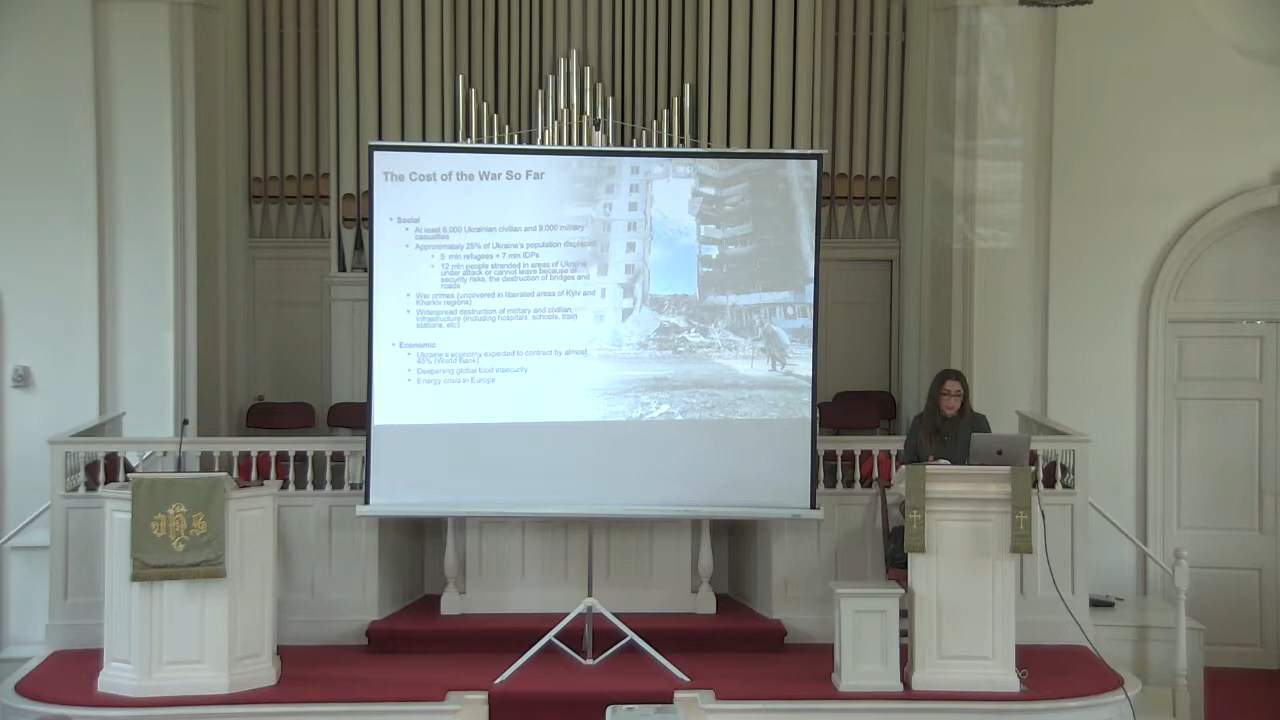 The Cost of the War So Far
• Social
• At least 6,000 Ukrainian civilian and 9,000 military
casualties
• Approximately 25% of Ukraine's population displaced
• 5 mln refugees + 7 mln IDPs
• 12 mln people stranded in areas of Ukraine
under attack or cannot leave because of
security risks, the destruction of bridges and
roads
• War crimes (uncovered in liberated areas of Kyiv and
Kharkiv regions)
• Widespread destruction of military and civilian
infrastructure (including hospitals, schools, train
stations, etc)
• Economic
• Ukraine's economy expected to contract by almost
45% (World Bank)
• Deepening global food insecurity
• Energy crisis in Europe
IHS